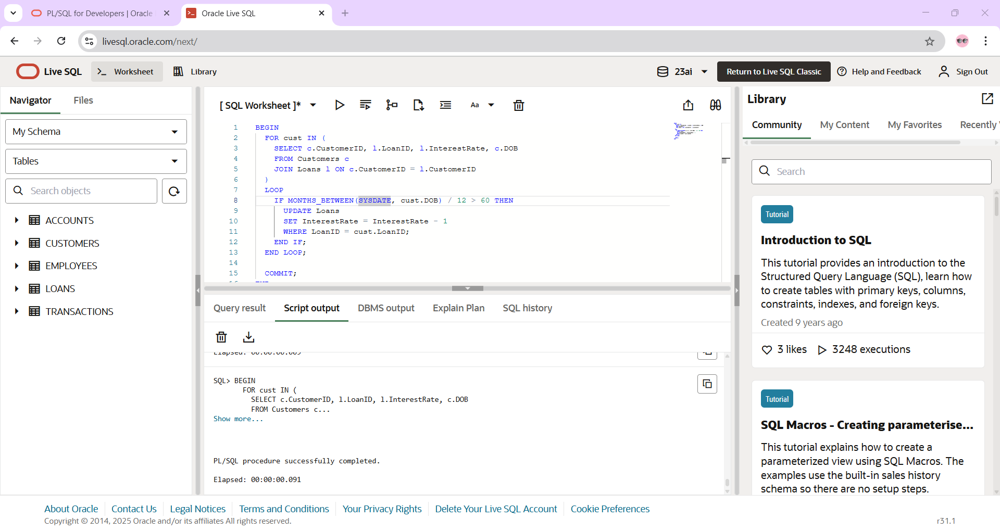 PL/SQL for Developers | Oracle
Oracle Live SQL
livesql.oracle.com/next/
Live SQL
Worksheet
Library
23ai
Return to Live SQL Classic
Help and Feedback
Sign Out
Navigator
Files
My Schema
Tables
Search objects
ACCOUNTS
CUSTOMERS
EMPLOYEES
LOANS
TRANSACTIONS
[ SQL Worksheet ]*
Aa
1 BEGIN
2 FOR cust IN (
3 SELECT c.CustomerID, l.LoanID, l.InterestRate, c.DOB
4 FROM Customers c
5 JOIN Loans l ON c.CustomerID = l.CustomerID
6 )
7 LOOP
8 IF MONTHS_BETWEEN(SYSDATE, cust.DOB) / 12 > 60 THEN
9 UPDATE Loans
10 SET InterestRate = InterestRate - 1
11 WHERE LoanID = cust.LoanID;
12 END IF;
13 END LOOP;
14
15 COMMIT;
Query result
Script output
DBMS output
Explain Plan
SQL history
SQL> BEGIN
FOR cust IN (
SELECT c.CustomerID, l.LoanID, l.InterestRate, c.DOB
FROM Customers c...
Show more...
PL/SQL procedure successfully completed.
Elapsed: 00:00:00.091
Library
Community
My Content
My Favorites
Recently
Search
Tutorial
Introduction to SQL
This tutorial provides an introduction to the
Structured Query Language (SQL), learn how
to create tables with primary keys, columns,
constraints, indexes, and foreign keys.
Created 9 years ago
3 likes
3248 executions
Tutorial
SQL Macros - Creating parameterise...
This tutorial explains how to create a
parameterized view using SQL Macros. The
examples use the built-in sales history
schema so there are no setup steps.
About Oracle
Contact Us
Legal Notices
Terms and Conditions
Your Privacy Rights
Delete Your Live SQL Account
Cookie Preferences
Copyright © 2014, 2025 Oracle and/or its affiliates All rights reserved.
r31.1